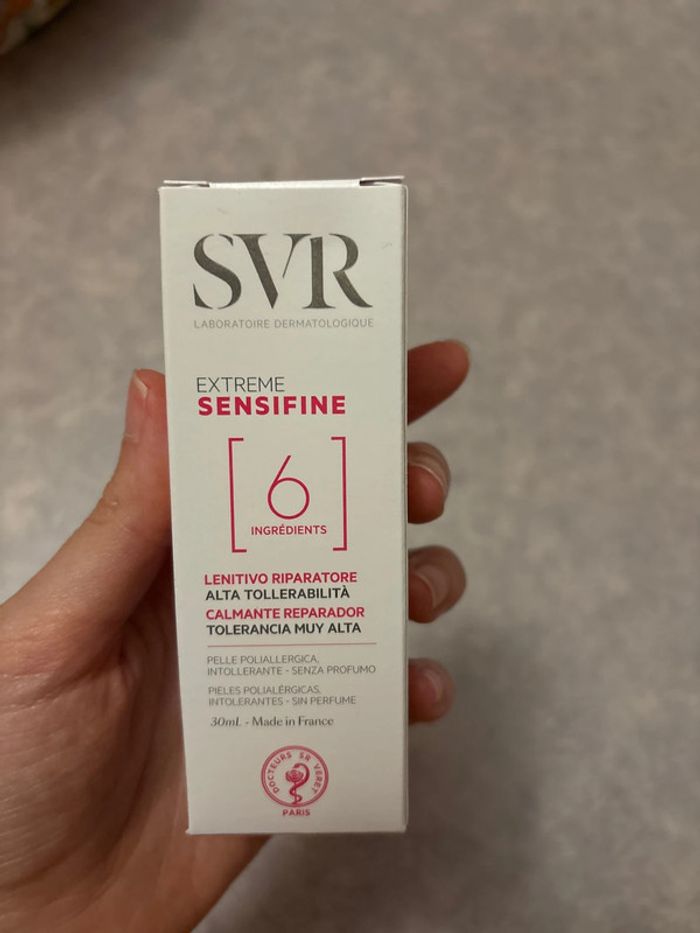 SVR
LABORATOIRE DERMATOLOGIQUE
EXTREME
SENSIFINE
6
INGRÉDIENTS
LENITIVO RIPARATORE
ALTA TOLLERABILITÀ
CALMANTE REPARADOR
TOLERANCIA MUY ALTA
PELLE POLIALLERGICA,
INTOLLERANTE - SENZA PROFUMO
PIELES POLIALÉRGICAS,
INTOLERANTES - SIN PERFUME
30mL - Made in France
DOCTEURS SR VERET
PARIS